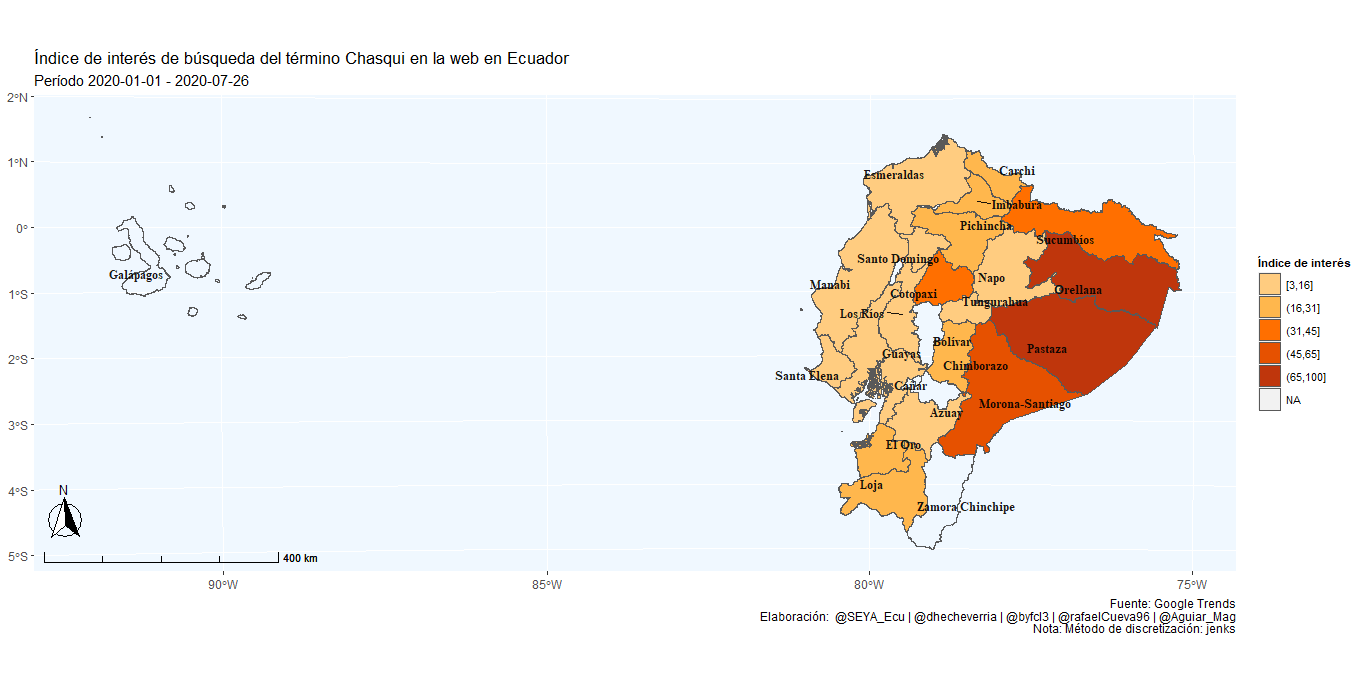 Índice de interés de búsqueda del término Chasqui en la web en Ecuador
Período 2020-01-01 - 2020-07-26
2°N
1°N
0°
1°S
2°S
3°S
4°S
5°S
Esmeraldas
Carchi
Imbabura
Pichincha
Sucumbíos
Santo Domingo
Galápagos
Napo
Manabí
Cotopaxi
Orellana
Tungurahua
Los Ríos
Bolívar
Pastaza
Guayas
Chimborazo
Santa Elena
Cañar
Morona-Santiago
Azuay
El Oro
Loja
Zamora Chinchipe
N
400 km
90°W
85°W
80°W
75°W
Índice de interés
[3,16]
(16,31]
(31,45]
(45,65]
(65,100]
NA
Fuente: Google Trends
Elaboración: @SEYA_Ecu | @dhecheverria | @byfcl3 | @rafaelCueva96 | @Aguiar_Mag
Nota: Método de discretización: jenks